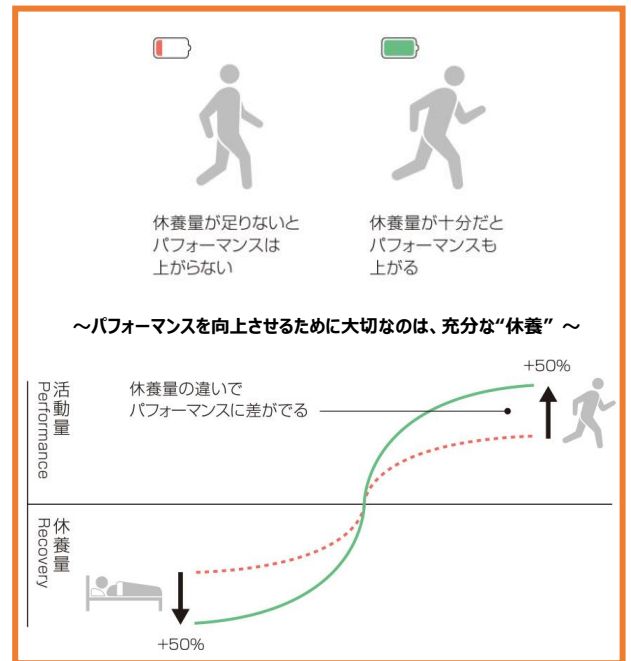 休養量が足りないと
パフォーマンスは
上がらない
休養量が十分だと
パフォーマンスも
上がる
～パフォーマンスを向上させるために大切なのは、充分な“休養” ～
+50%
活動量
Performance
休養量の違いで
パフォーマンスに差がでる
休養量
Recovery
+50%